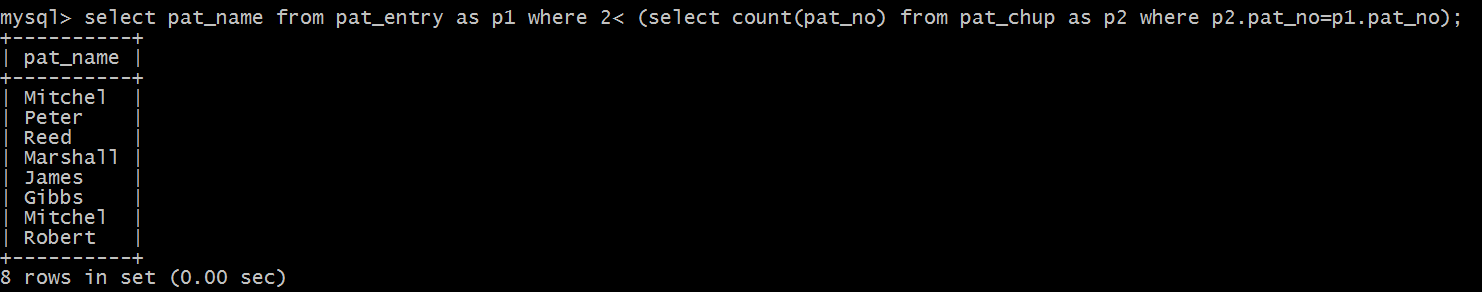 mysql> select pat_name from pat_entry as p1 where 2< (select count(pat_no) from pat_chup as p2 where p2.pat_no=p1.pat_no);
+----------+
| pat_name |
+----------+
| Mitchel  |
| Peter    |
| Reed     |
| Marshall |
| James    |
| Gibbs    |
| Mitchel  |
| Robert   |
+----------+
8 rows in set (0.00 sec)